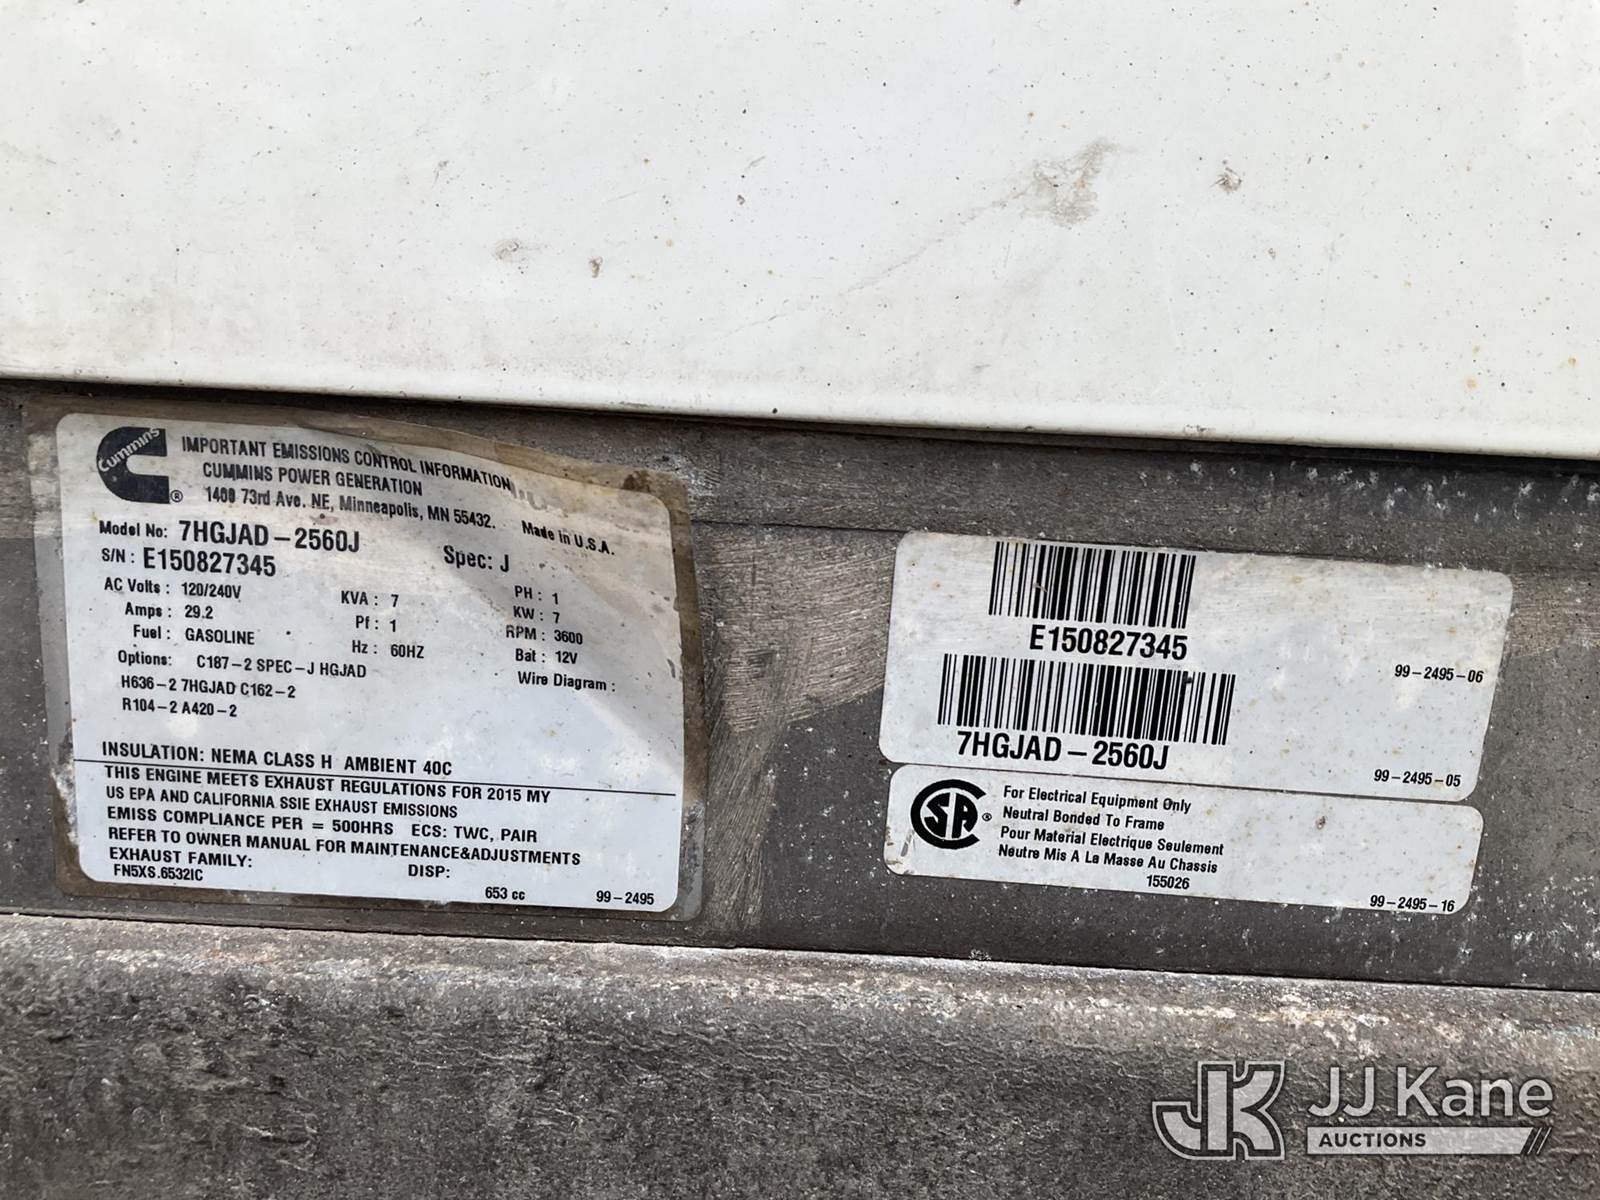 Cummins
®
IMPORTANT EMISSIONS CONTROL INFORMATION
CUMMINS POWER GENERATION
1400 73rd Ave. NE, Minneapolis, MN 55432.
Made in U.S.A.
Model No: 7HGJAD-2560J
Spec: J
S/N: E150827345
AC Volts: 120/240V KVA: 7 PH: 1
Amps: 29.2 Pf: 1 KW: 7
Fuel: GASOLINE Hz: 60HZ RPM: 3600
Bat: 12V
Options: C187-2 SPEC-J HGJAD
Wire Diagram:
H636-2 7HGJAD C162-2
R104-2 A420-2
INSULATION: NEMA CLASS H AMBIENT 40C
THIS ENGINE MEETS EXHAUST REGULATIONS FOR 2015 MY
US EPA AND CALIFORNIA SSIE EXHAUST EMISSIONS
EMISS COMPLIANCE PER = 500HRS ECS: TWC, PAIR
REFER TO OWNER MANUAL FOR MAINTENANCE&ADJUSTMENTS
EXHAUST FAMILY: DISP:
FN5XS.6532IC 653 cc 99-2495
E150827345
99-2495-06
7HGJAD-2560J
99-2495-05
CSA ®
For Electrical Equipment Only
Neutral Bonded To Frame
Pour Material Electrique Seulement
Neutre Mis A La Masse Au Chassis
155026
99-2495-16
JK JJ Kane
AUCTIONS